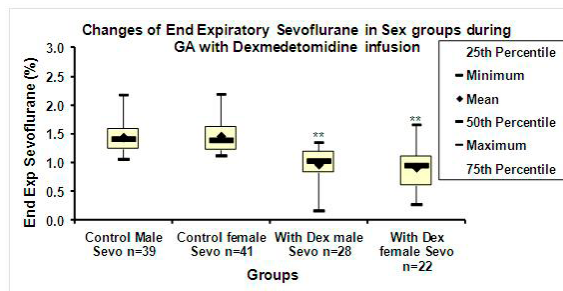 Changes of End Expiratory Sevoflurane in Sex groups during
GA with Dexmedetomidine infusion
End Exp Sevoflurane (%)
3.0
2.5
2.0
1.5
1.0
0.5
0.0
**
**
Control Male
Sevo n=39
Control female
Sevo n=41
With Dex male
Sevo n=28
With Dex
female Sevo
n=22
Groups
25th Percentile
Minimum
Mean
50th Percentile
Maximum
75th Percentile